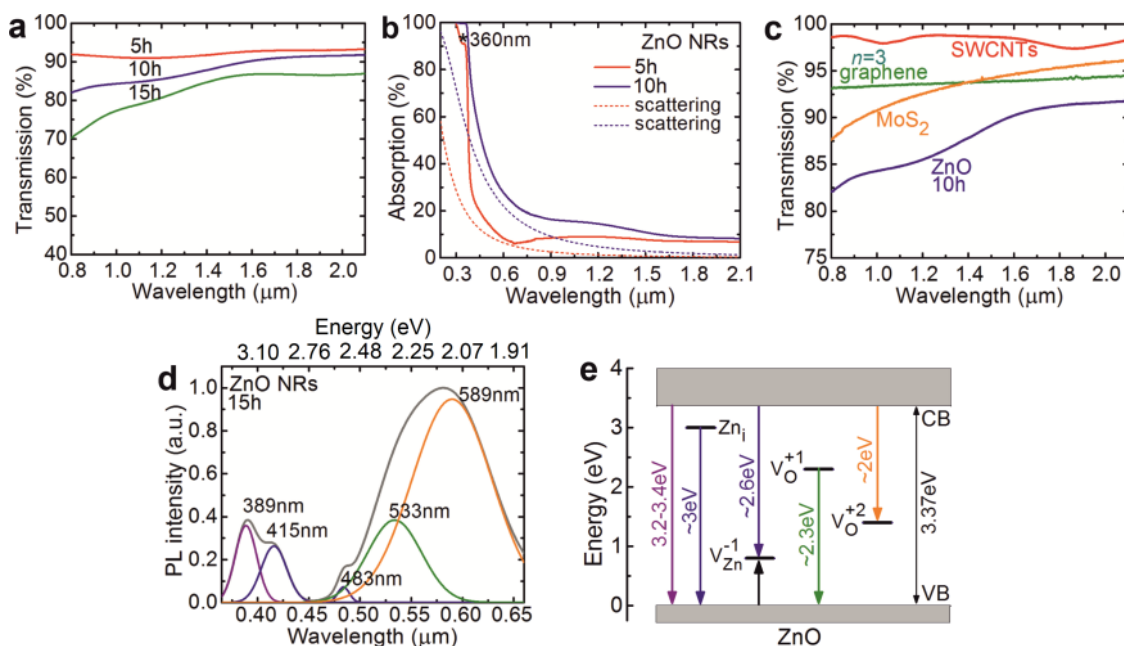 a
5h
10h
15h
Transmission (%)
100
90
80
70
60
50
40
0.8 1.0 1.2 1.4 1.6 1.8 2.0
Wavelength (μm)
b
*360nm
ZnO NRs
5h
10h
scattering
scattering
Absorption (%)
100
80
60
40
20
0
0.3 0.6 0.9 1.2 1.5 1.8 2.1
Wavelength (μm)
c
SWCNTs
n=3
graphene
MoS2
ZnO
10h
Transmission (%)
100
95
90
85
80
75
0.8 1.0 1.2 1.4 1.6 1.8 2.0
Wavelength (μm)
Energy (eV)
3.10 2.76 2.48 2.25 2.07 1.91
d
ZnO NRs
15h
389nm
415nm
483nm
533nm
589nm
PL intensity (a.u.)
1.0
0.8
0.6
0.4
0.2
0.0
0.40 0.45 0.50 0.55 0.60 0.65
Wavelength (μm)
e
Energy (eV)
4
3
2
1
0
3.2-3.4eV
Zni
~3eV
~2.6eV
VZn-1
VO+1
~2.3eV
~2eV
VO+2
CB
3.37eV
VB
ZnO